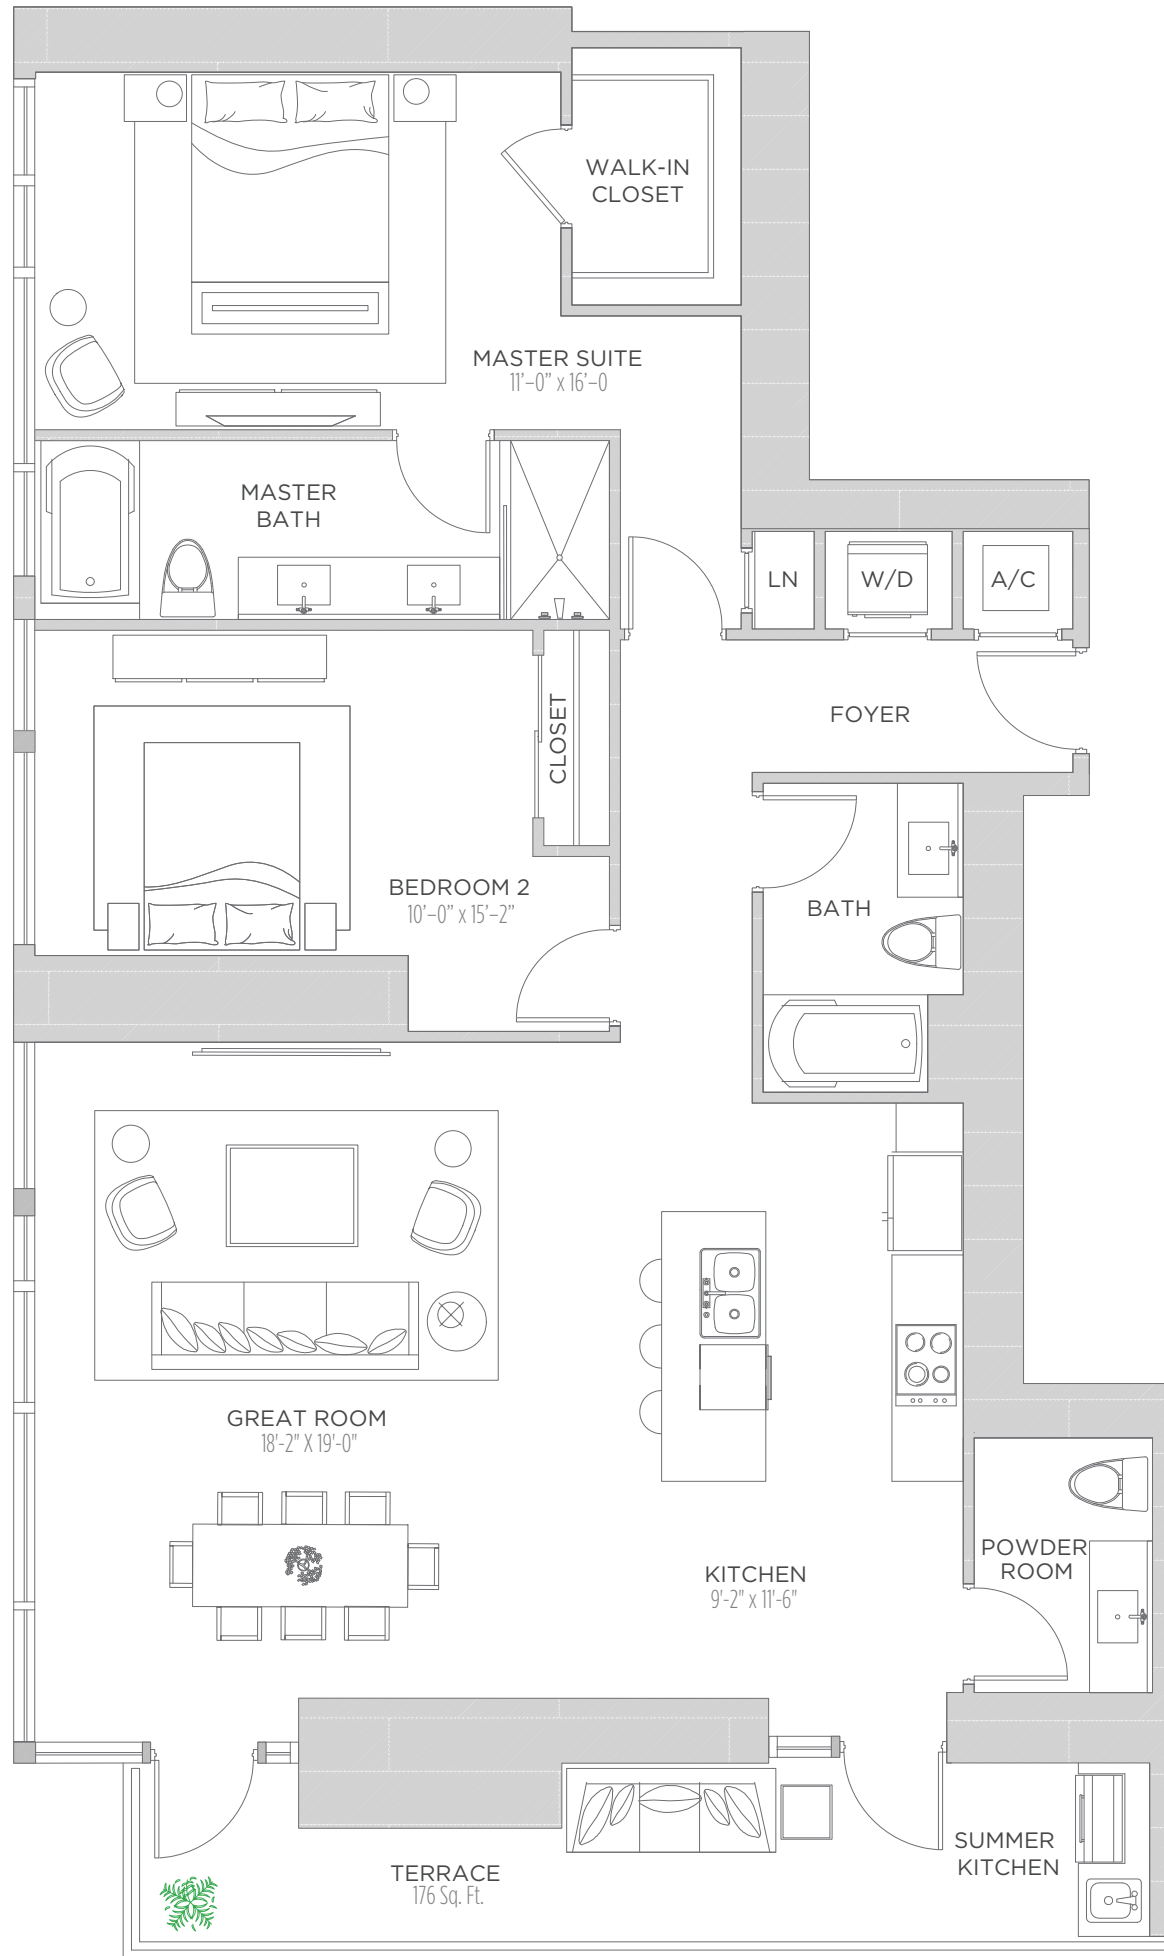 WALK-IN
CLOSET
MASTER SUITE
11'–0" x 16'–0
MASTER
BATH
LN
W/D
A/C
CLOSET
FOYER
BEDROOM 2
10'–0" x 15'–2"
BATH
GREAT ROOM
18'-2" X 19'-0"
POWDER
ROOM
KITCHEN
9'-2" x 11'-6"
SUMMER
KITCHEN
TERRACE
176 Sq. Ft.